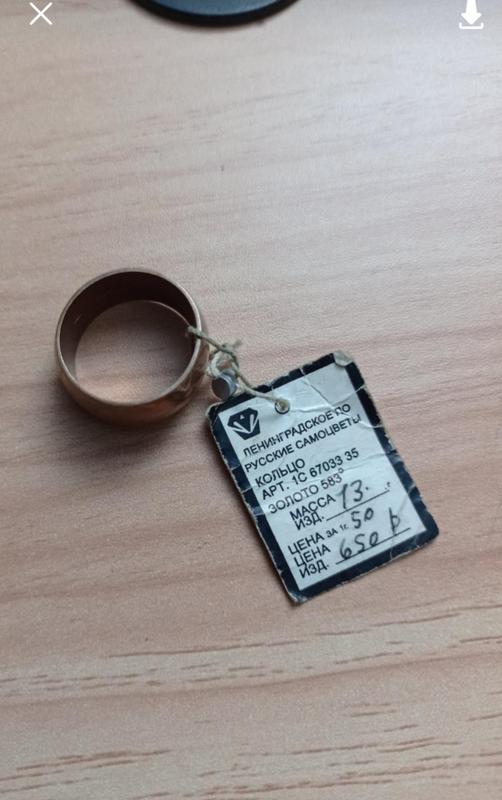 ЛЕНИНГРАДСКОЕ ПО
РУССКИЕ САМОЦВЕТЫ
КОЛЬЦО
АРТ. 1С 67033 35
ЗОЛОТО 583°
МАССА
ИЗД. 13. г.
ЦЕНА ЗА 1г. 50
ЦЕНА
ИЗД. 650 р